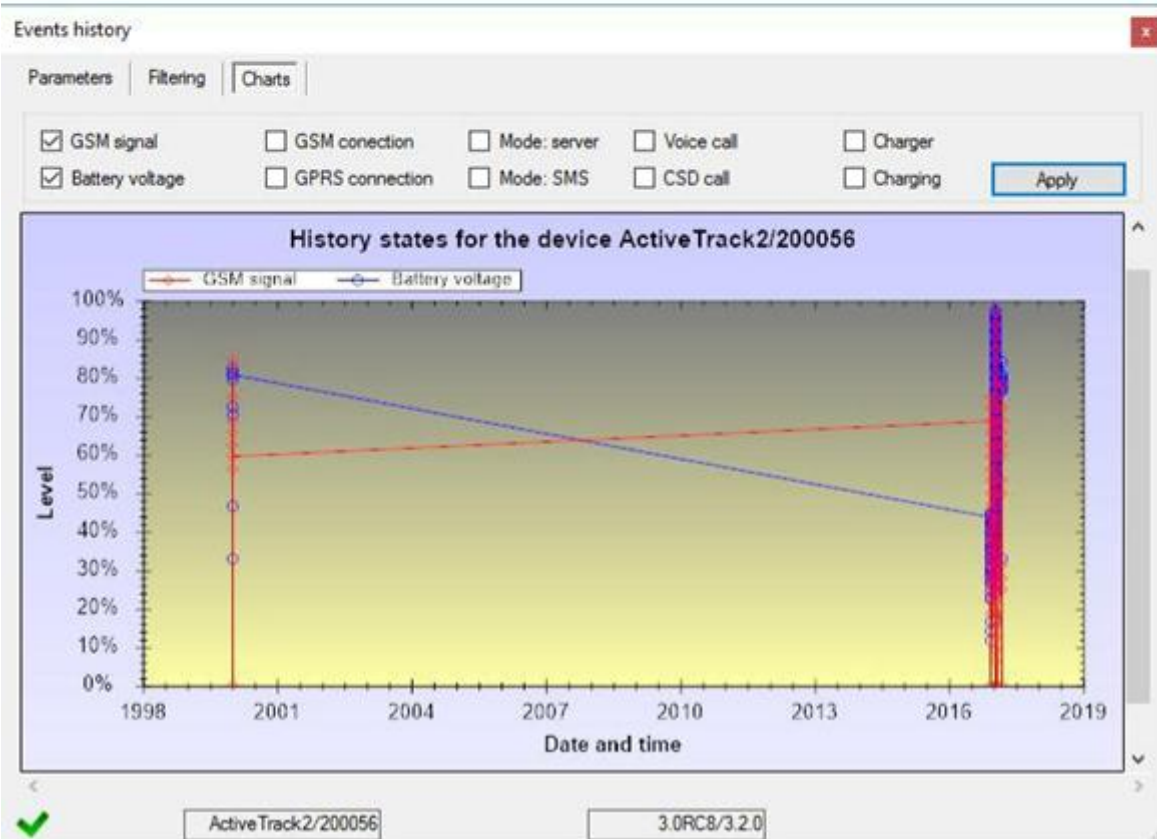 Events history
x
Parameters Filtering Charts
GSM signal GSM conection Mode: server Voice call Charger
Battery voltage GPRS connection Mode: SMS CSD call Charging Apply
History states for the device ActiveTrack2/200056
GSM signal Battery voltage
100%
90%
80%
70%
60%
50%
40%
30%
20%
10%
0%
Level
1998 2001 2004 2007 2010 2013 2016 2019
Date and time
ActiveTrack2/200056 3.0RC8/3.2.0